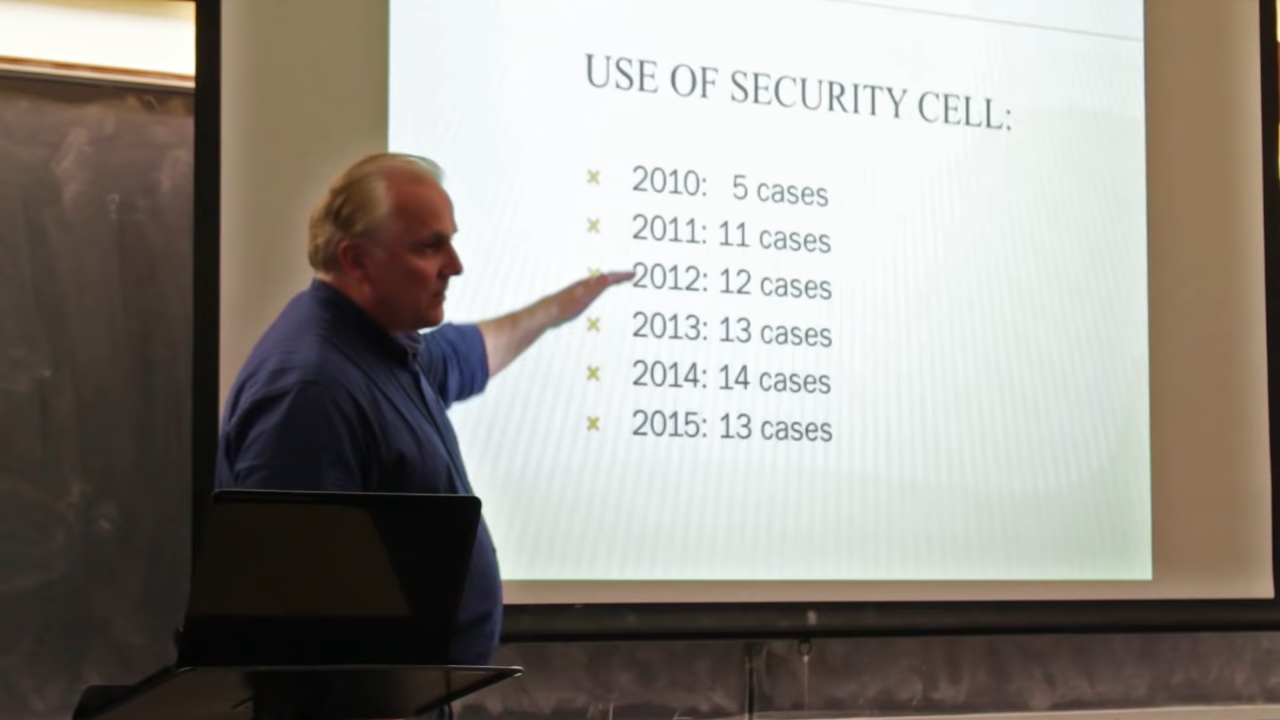 USE OF SECURITY CELL:
2010: 5 cases
2011: 11 cases
2012: 12 cases
2013: 13 cases
2014: 14 cases
2015: 13 cases